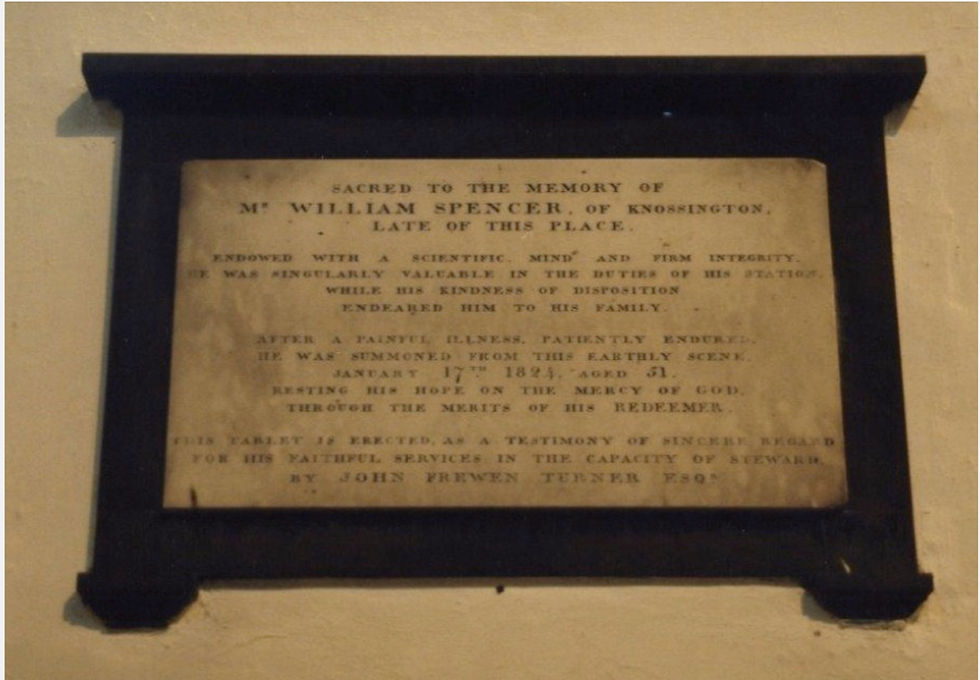 SACRED TO THE MEMORY OF
Mʳ WILLIAM SPENCER, OF KNOSSINGTON,
LATE OF THIS PLACE.
ENDOWED WITH A SCIENTIFIC MIND AND FIRM INTEGRITY,
HE WAS SINGULARLY VALUABLE IN THE DUTIES OF HIS STATION,
WHILE HIS KINDNESS OF DISPOSITION
ENDEARED HIM TO HIS FAMILY.
AFTER A PAINFUL ILLNESS, PATIENTLY ENDURED,
HE WAS SUMMONED FROM THIS EARTHLY SCENE,
JANUARY 17ᵀᴴ 1824, AGED 51.
RESTING HIS HOPE ON THE MERCY OF GOD,
THROUGH THE MERITS OF HIS REDEEMER.
THIS TABLET IS ERECTED, AS A TESTIMONY OF SINCERE REGARD
FOR HIS FAITHFUL SERVICES IN THE CAPACITY OF STEWARD,
BY JOHN FREWEN TURNER ESQᴿ